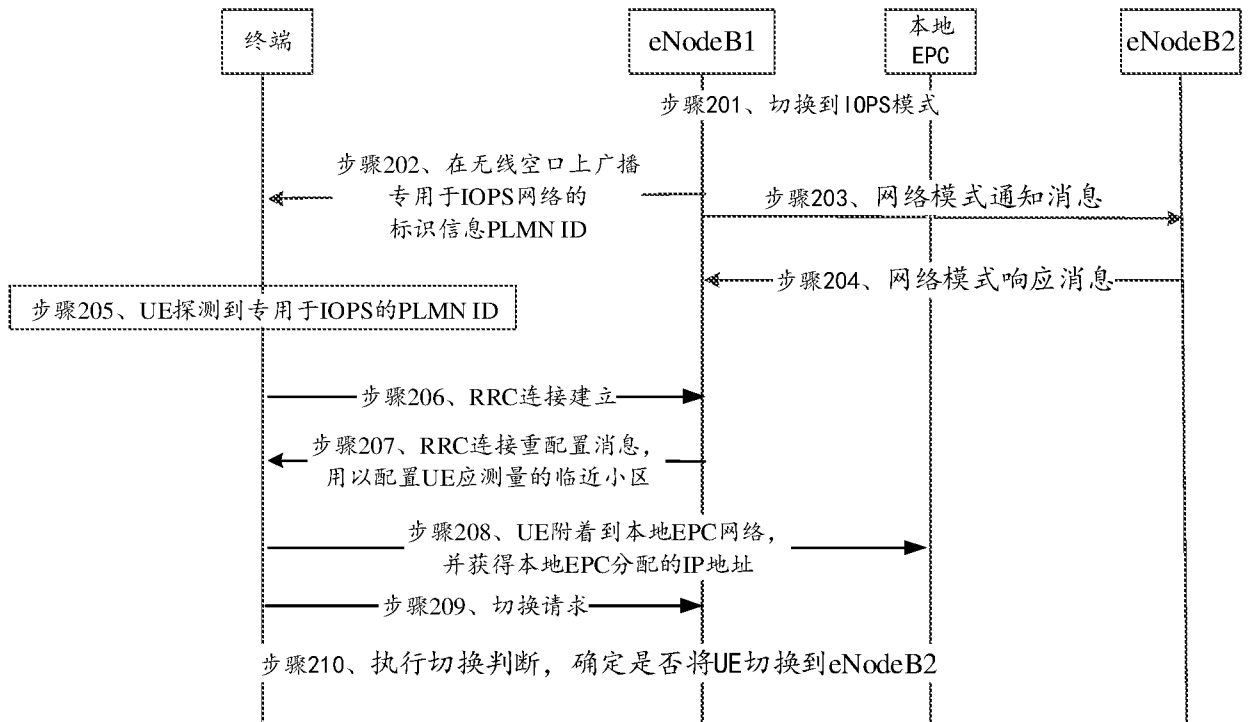 终端
eNodeB1
本地
EPC
eNodeB2
步骤201、切换到IOPS模式
步骤202、在无线空口上广播
专用于IOPS网络的
标识信息PLMN ID
步骤203、网络模式通知消息
步骤204、网络模式响应消息
步骤205、UE探测到专用于IOPS的PLMN ID
步骤206、RRC连接建立
步骤207、RRC连接重配置消息，
用以配置UE应测量的临近小区
步骤208、UE附着到本地EPC网络，
并获得本地EPC分配的IP地址
步骤209、切换请求
步骤210、执行切换判断，确定是否将UE切换到eNodeB2